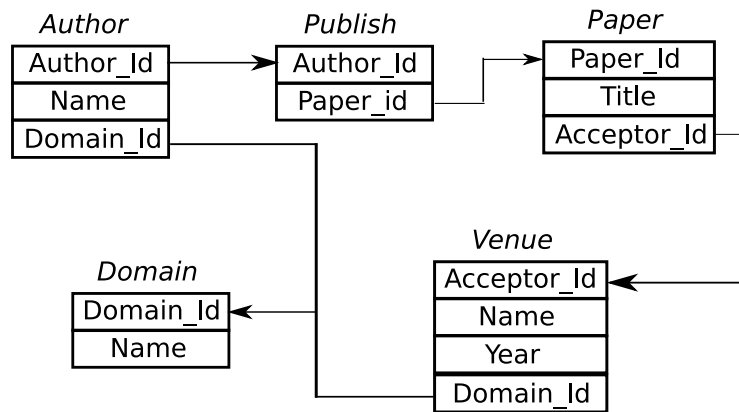 Author
Author_Id
Name
Domain_Id
Publish
Author_Id
Paper_id
Paper
Paper_Id
Title
Acceptor_Id
Domain
Domain_Id
Name
Venue
Acceptor_Id
Name
Year
Domain_Id